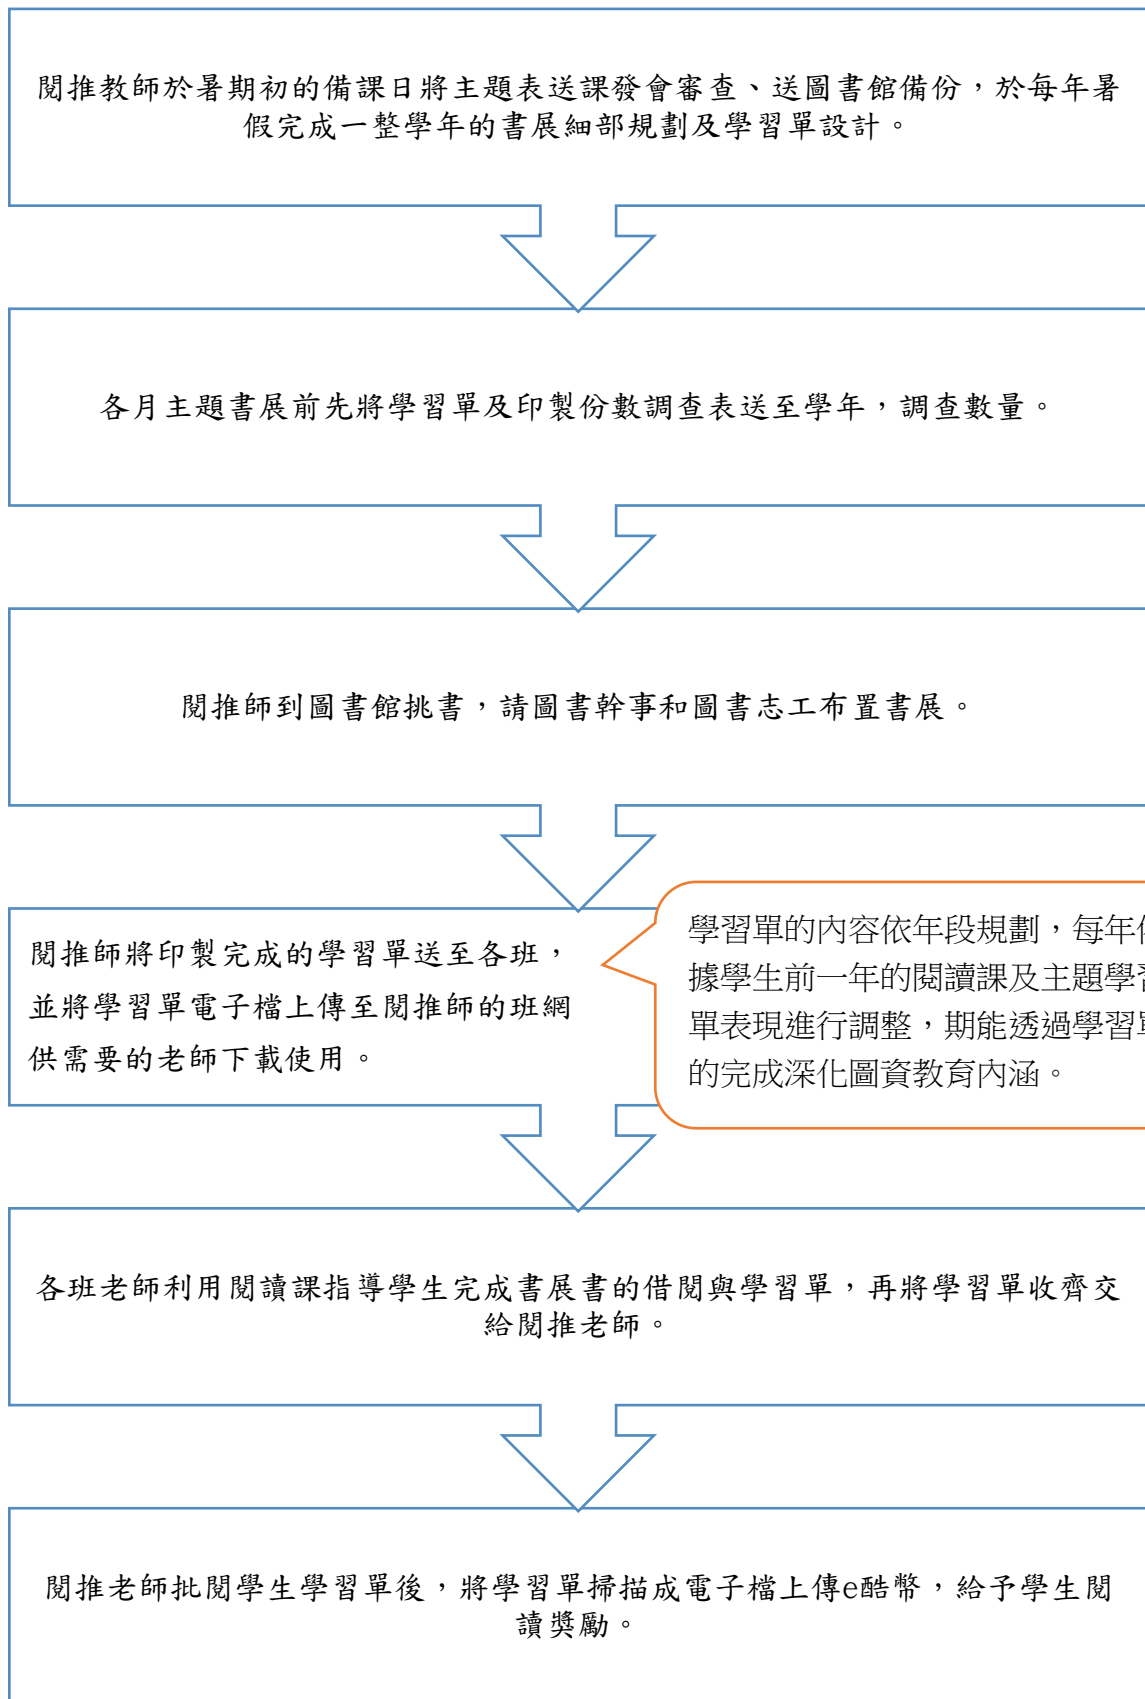 閱推教師於暑期初的備課日將主題表送課發會審查、送圖書館備份，於每年暑
假完成一整學年的書展細部規劃及學習單設計。
各月主題書展前先將學習單及印製份數調查表送至學年，調查數量。
閱推師到圖書館挑書，請圖書幹事和圖書志工布置書展。
閱推師將印製完成的學習單送至各班，
並將學習單電子檔上傳至閱推師的班網
供需要的老師下載使用。
學習單的內容依年段規劃，每年依
據學生前一年的閱讀課及主題學習
單表現進行調整，期能透過學習單
的完成深化圖資教育內涵。
各班老師利用閱讀課指導學生完成書展書的借閱與學習單，再將學習單收齊交
給閱推老師。
閱推老師批閱學生學習單後，將學習單掃描成電子檔上傳e酷幣，給予學生閱
讀獎勵。